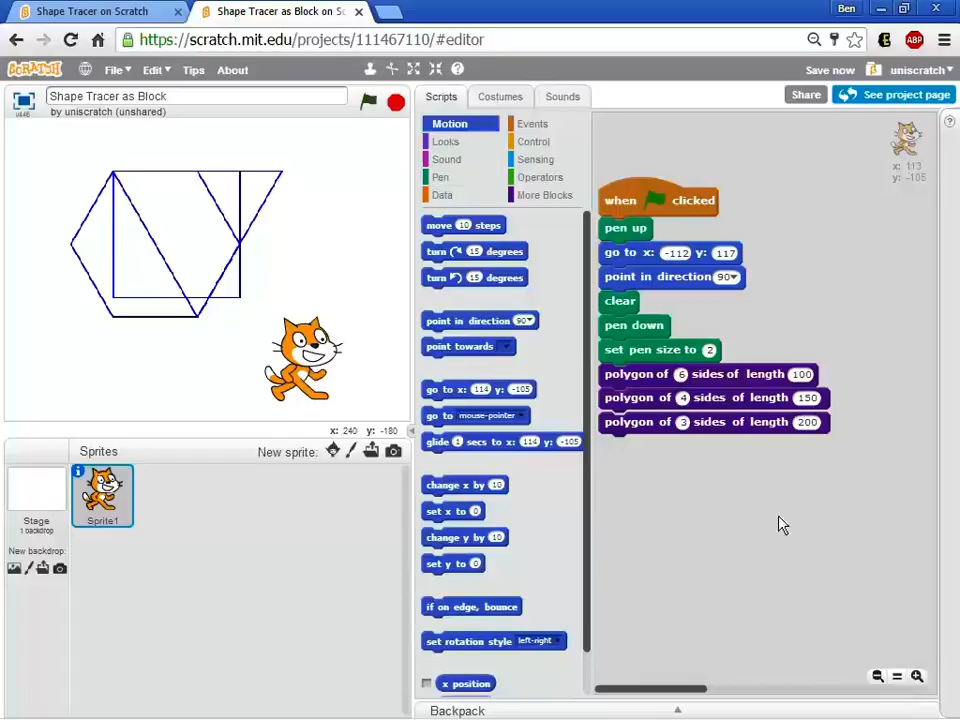 Shape Tracer on Scratch
Shape Tracer as Block on S
Ben
https://scratch.mit.edu/projects/111467110/#editor
ABP
SCRATCH
File
Edit
Tips
About
Save now
uniscratch
v446
Shape Tracer as Block
by uniscratch (unshared)
Scripts
Costumes
Sounds
Share
See project page
Motion
Looks
Sound
Pen
Data
Events
Control
Sensing
Operators
More Blocks
move 10 steps
turn 15 degrees
turn 15 degrees
point in direction 90
point towards
go to x: 114 y: -105
go to mouse-pointer
glide 1 secs to x: 114 y: -105
change x by 10
set x to 0
change y by 10
set y to 0
if on edge, bounce
set rotation style left-right
x position
x: 113
y: -105
when clicked
pen up
go to x: -112 y: 117
point in direction 90
clear
pen down
set pen size to 2
polygon of 6 sides of length 100
polygon of 4 sides of length 150
polygon of 3 sides of length 200
x: 240 y: -180
Sprites
New sprite:
Stage
1 backdrop
New backdrop:
Sprite1
Backpack